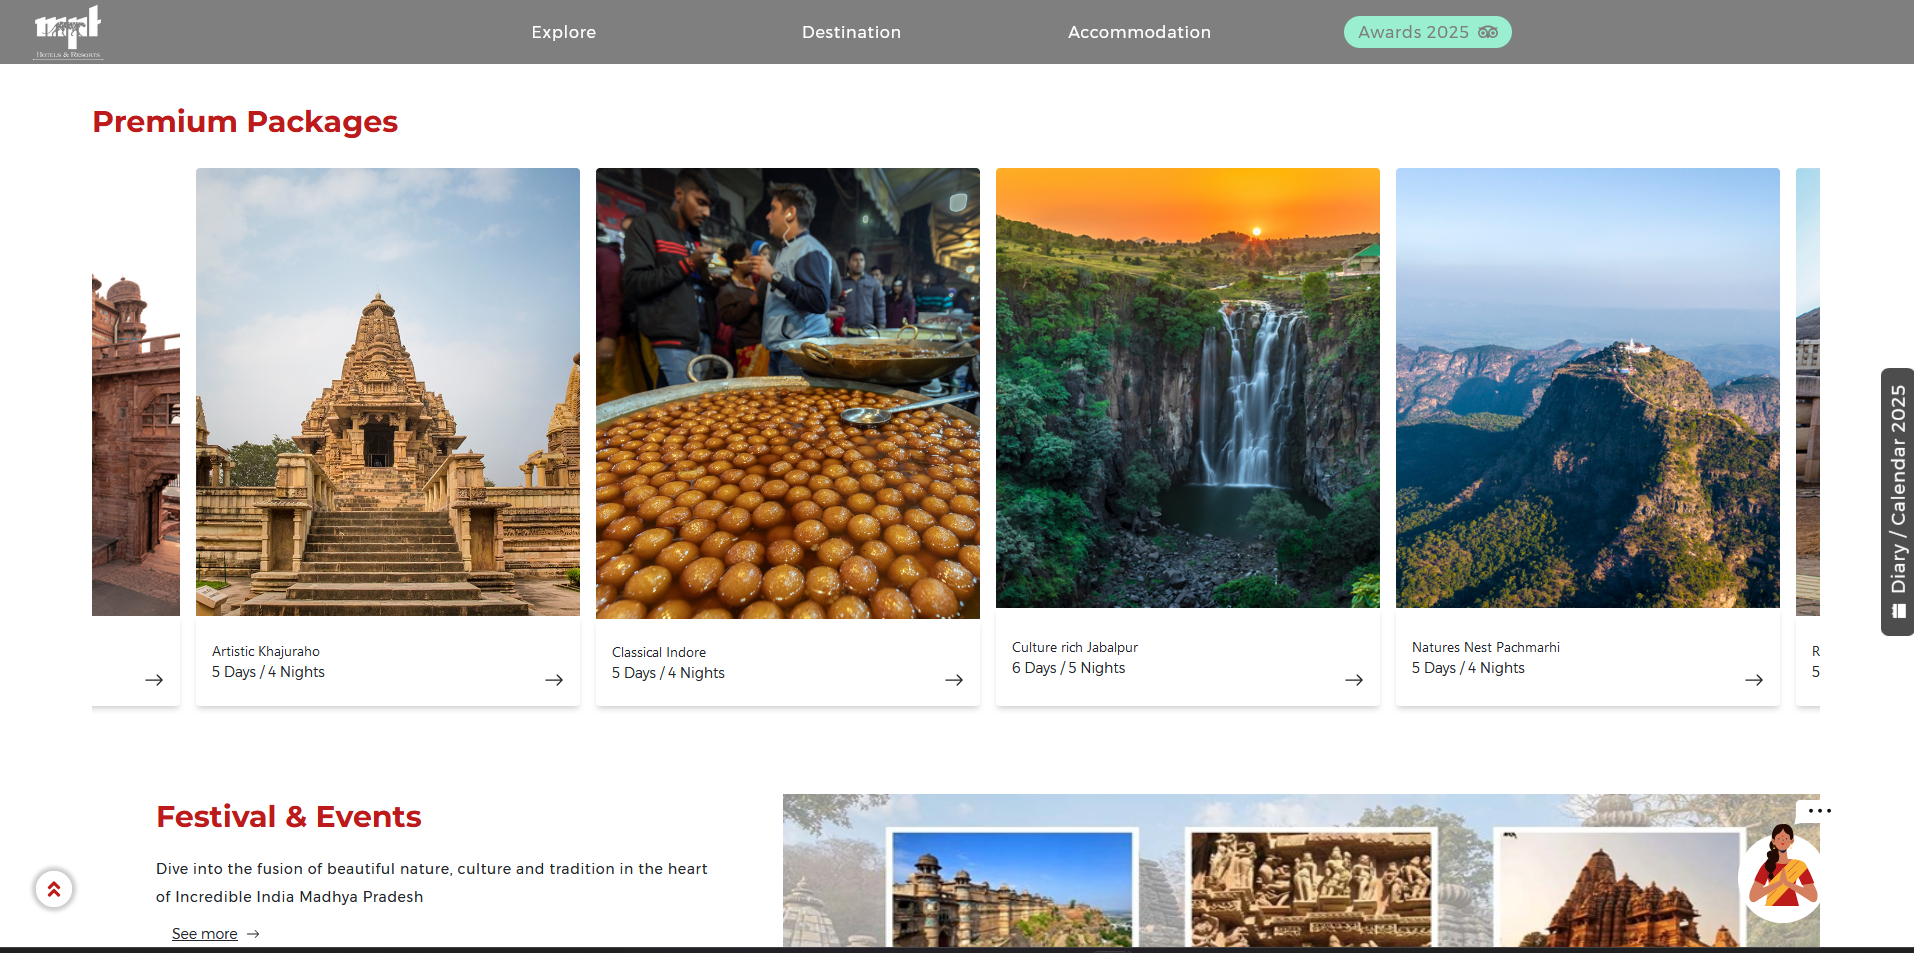 mpt
HOTELS & RESORTS
Explore
Destination
Accommodation
Awards 2025
Premium Packages
Artistic Khajuraho
5 Days / 4 Nights
Classical Indore
5 Days / 4 Nights
Culture rich Jabalpur
6 Days / 5 Nights
Natures Nest Pachmarhi
5 Days / 4 Nights
R
5
Diary / Calendar 2025
Festival & Events
Dive into the fusion of beautiful nature, culture and tradition in the heart
of Incredible India Madhya Pradesh
See more